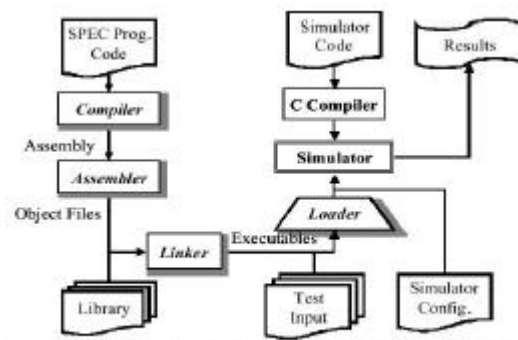 SPEC Prog.
Code
Compiler
Assembly
Assembler
Object Files
Library
Linker
Executables
Simulator
Code
C Compiler
Simulator
Loader
Test
Input
Simulator
Config.
Results